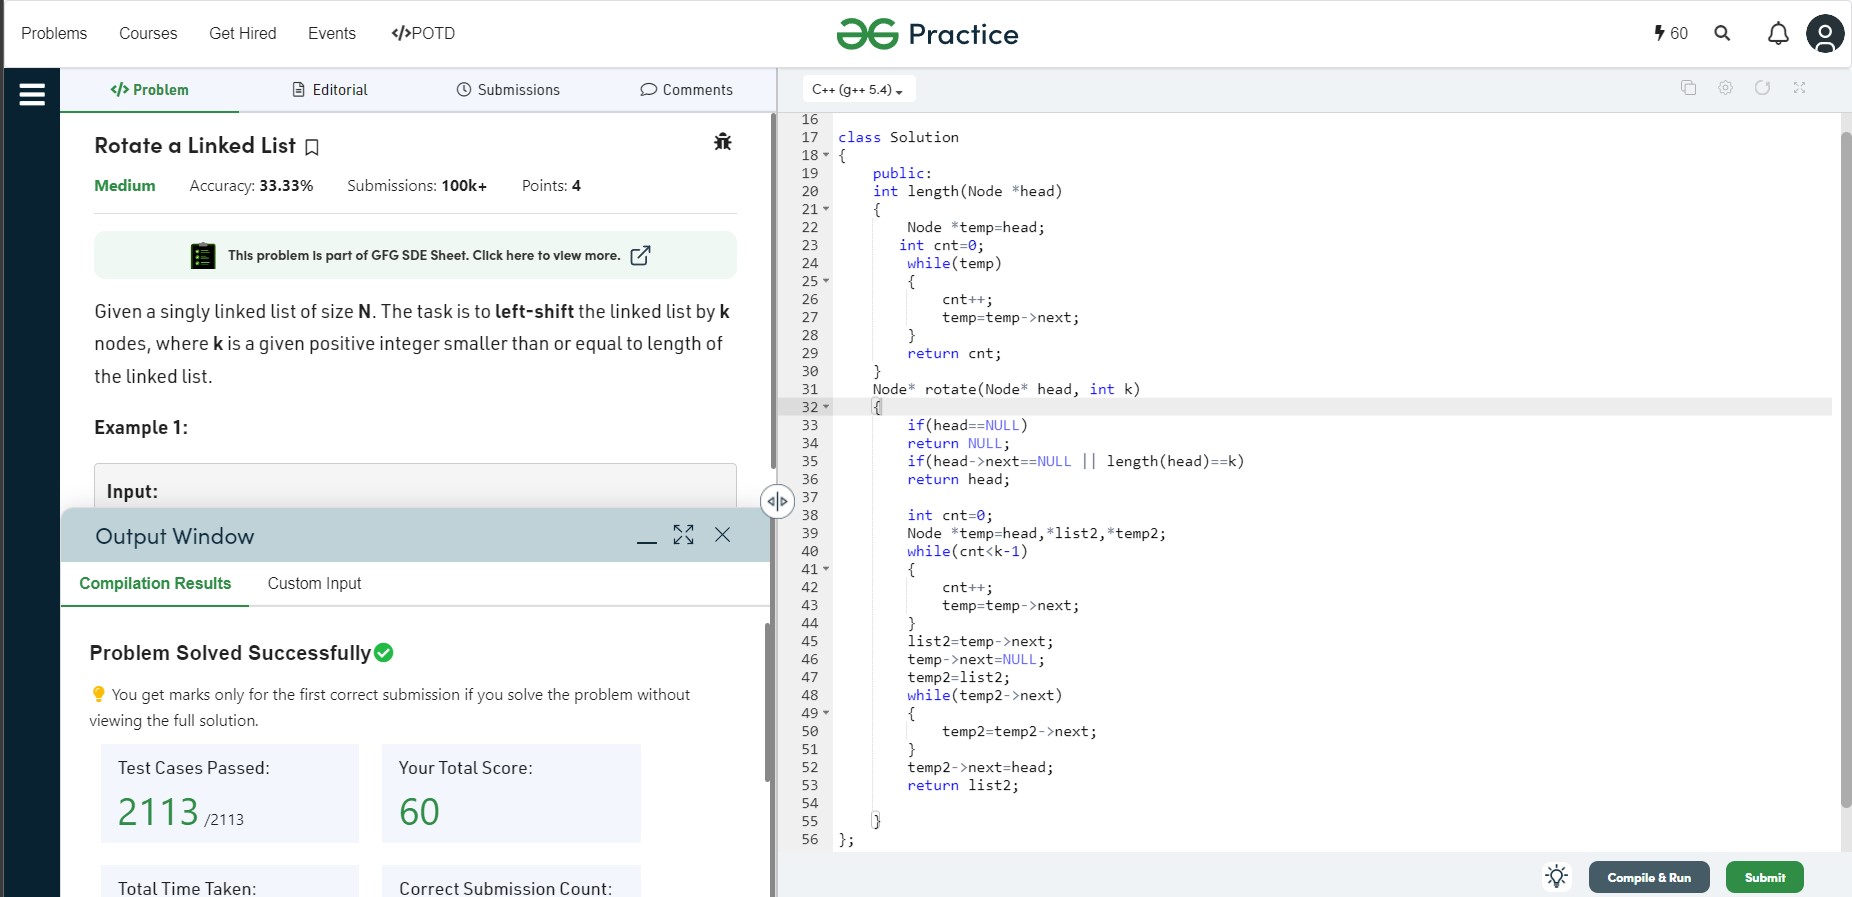 Problems Courses Get Hired Events </>POTD
Practice
60
</> Problem Editorial Submissions Comments
Rotate a Linked List
Medium Accuracy: 33.33% Submissions: 100k+ Points: 4
This problem is part of GFG SDE Sheet. Click here to view more.
Given a singly linked list of size N. The task is to left-shift the linked list by k
nodes, where k is a given positive integer smaller than or equal to length of
the linked list.
Example 1:
Input:
Output Window
Compilation Results Custom Input
Problem Solved Successfully
You get marks only for the first correct submission if you solve the problem without
viewing the full solution.
Test Cases Passed:
2113 /2113
Your Total Score:
60
Total Time Taken:
Correct Submission Count:
C++ (g++ 5.4)
16
17 class Solution
18 {
19 public:
20 int length(Node *head)
21 {
22 Node *temp=head;
23 int cnt=0;
24 while(temp)
25 {
26 cnt++;
27 temp=temp->next;
28 }
29 return cnt;
30 }
31 Node* rotate(Node* head, int k)
32 {
33 if(head==NULL)
34 return NULL;
35 if(head->next==NULL || length(head)==k)
36 return head;
37
38 int cnt=0;
39 Node *temp=head,*list2,*temp2;
40 while(cnt<k-1)
41 {
42 cnt++;
43 temp=temp->next;
44 }
45 list2=temp->next;
46 temp->next=NULL;
47 temp2=list2;
48 while(temp2->next)
49 {
50 temp2=temp2->next;
51 }
52 temp2->next=head;
53 return list2;
54
55 }
56 };
Compile & Run Submit